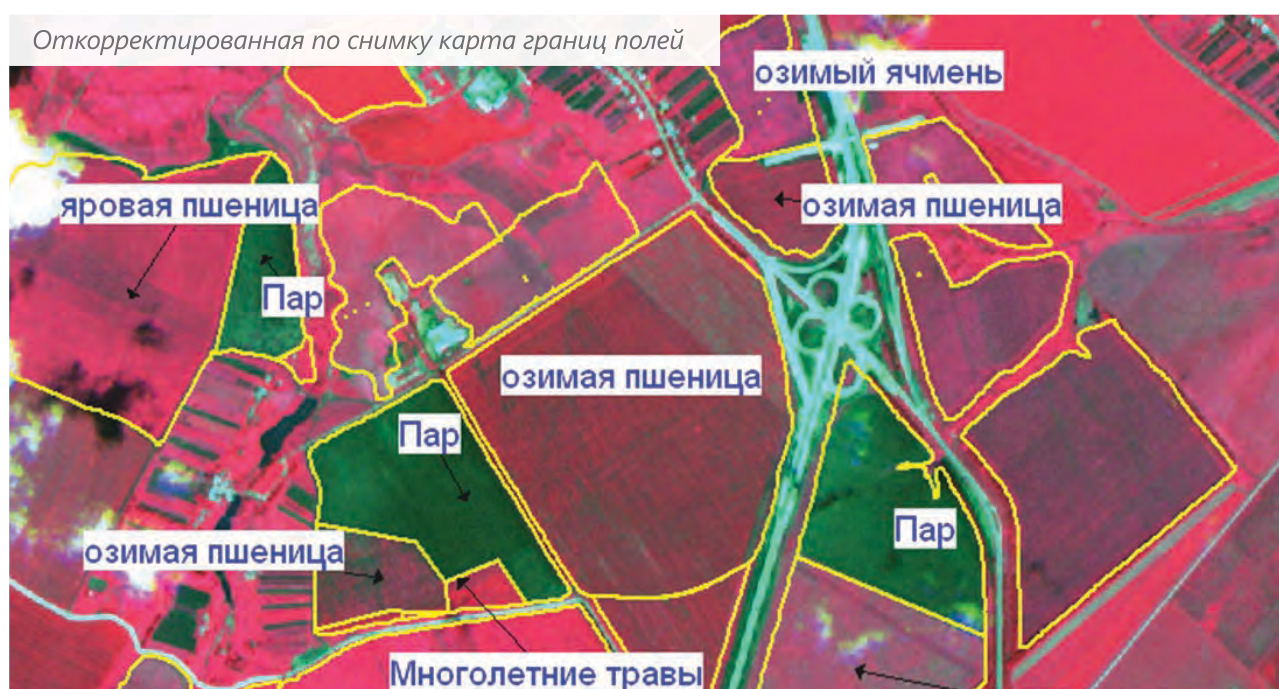 Откорректированная по снимку карта границ полей
озимый ячмень
яровая пшеница
озимая пшеница
Пар
озимая пшеница
Пар
Пар
озимая пшеница
Многолетние травы